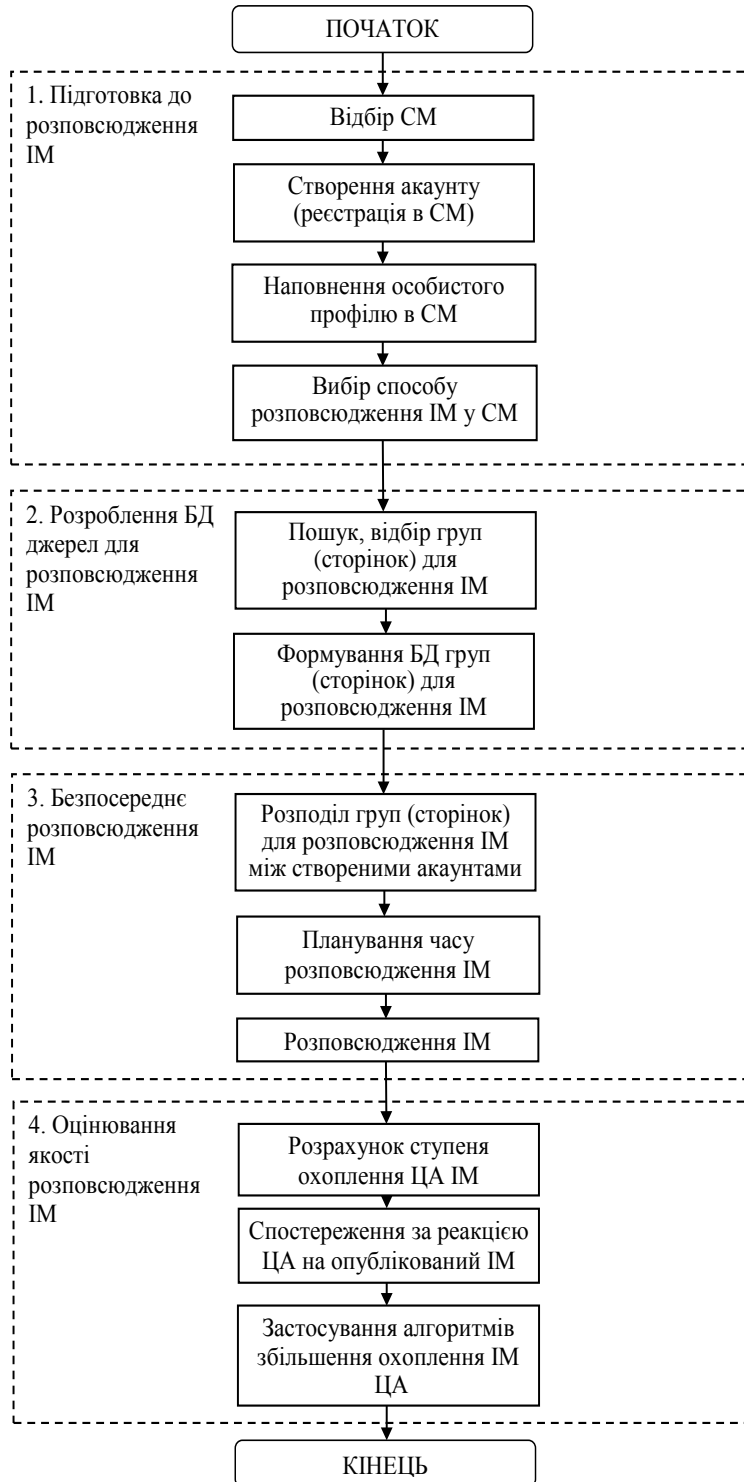 ПОЧАТОК
1. Підготовка до
розповсюдження
ІМ
Відбір СМ
Створення акаунту
(реєстрація в СМ)
Наповнення особистого
профілю в СМ
Вибір способу
розповсюдження ІМ у СМ
2. Розроблення БД
джерел для
розповсюдження
ІМ
Пошук, відбір груп
(сторінок) для
розповсюдження ІМ
Формування БД груп
(сторінок) для
розповсюдження ІМ
3. Безпосереднє
розповсюдження
ІМ
Розподіл груп (сторінок)
для розповсюдження ІМ
між створеними акаунтами
Планування часу
розповсюдження ІМ
Розповсюдження ІМ
4. Оцінювання
якості
розповсюдження
ІМ
Розрахунок ступеня
охоплення ЦА ІМ
Спостереження за реакцією
ЦА на опублікований ІМ
Застосування алгоритмів
збільшення охоплення ІМ
ЦА
КІНЕЦЬ